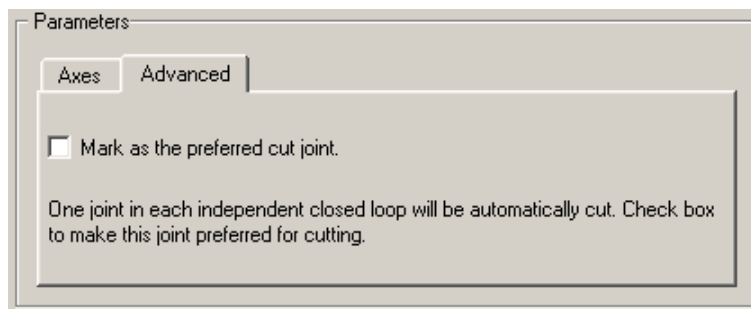 Parameters
Axes
Advanced
Mark as the preferred cut joint.
One joint in each independent closed loop will be automatically cut. Check box
to make this joint preferred for cutting.